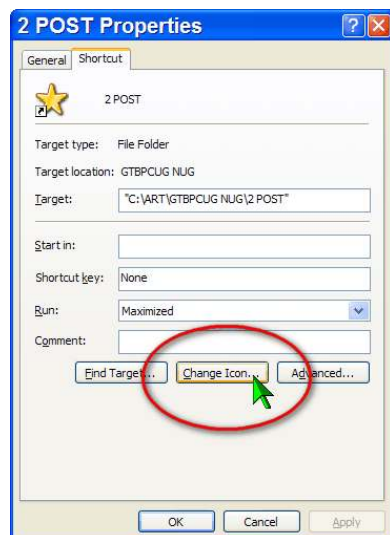 2 POST Properties
General Shortcut
2 POST
Target type: File Folder
Target location: GTBPCUG NUG
Target: "C:\ART\GTBPCUG NUG\2 POST"
Start in:
Shortcut key: None
Run: Maximized
Comment:
Find Target... Change Icon... Advanced...
OK Cancel Apply